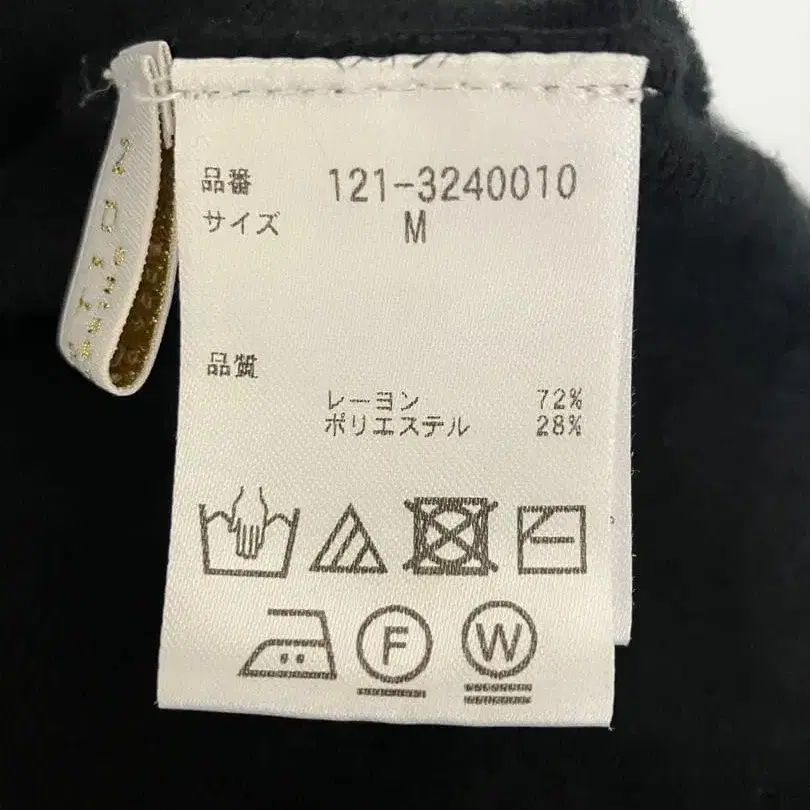 品番 121-3240010
サイズ M
品質
レーヨン 72%
ポリエステル 28%
F W